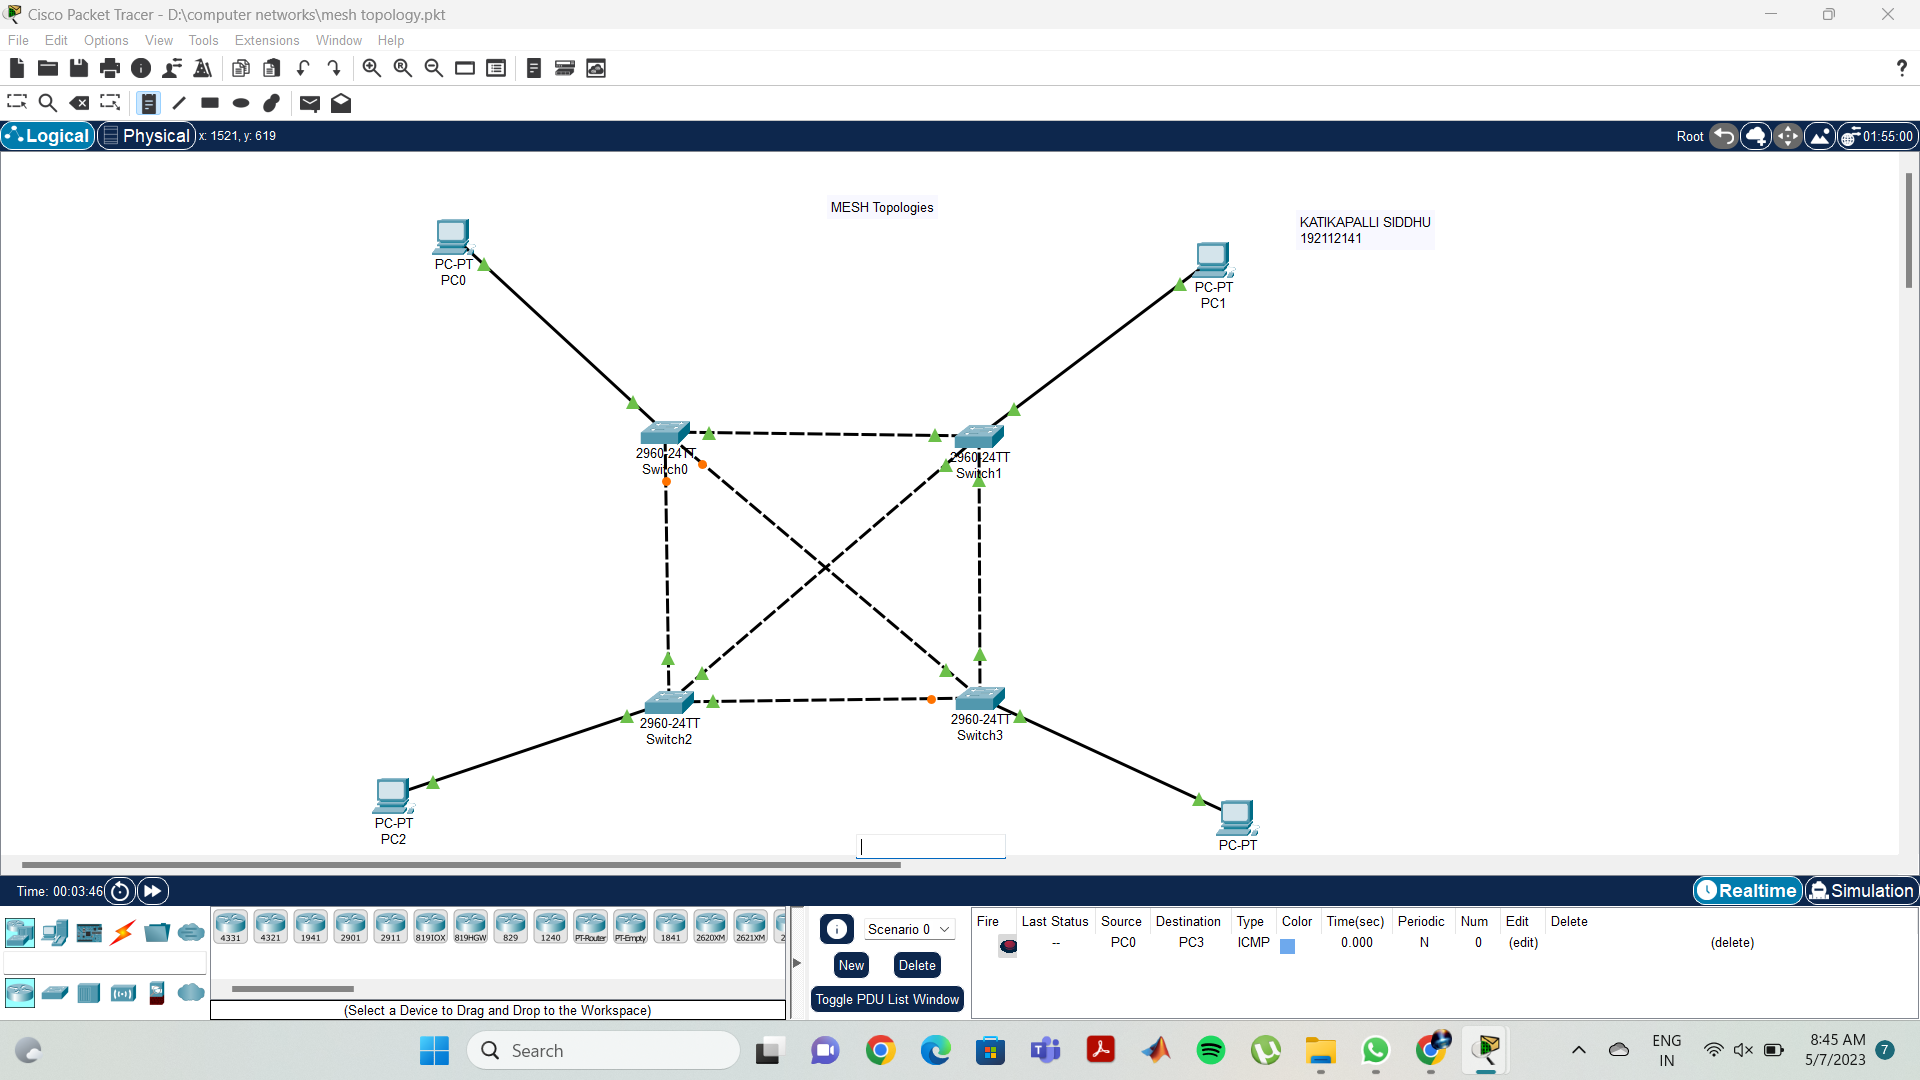 Cisco Packet Tracer - D:\computer networks\mesh topology.pkt
File Edit Options View Tools Extensions Window Help
?
Logical Physical x: 1521, y: 619 Root 01:55:00
MESH Topologies
KATIKAPALLI SIDDHU
192112141
PC-PT
PC0
PC-PT
PC1
2960-24TT
Switch0
2960-24TT
Switch1
2960-24TT
Switch2
2960-24TT
Switch3
PC-PT
PC2
PC-PT
Time: 00:03:46 Realtime Simulation
4331 4321 1941 2901 2911 819IOX 819HGW 829 1240 PT-Router PT-Empty 1841 2620XM 2621XM 2
(Select a Device to Drag and Drop to the Workspace)
Scenario 0
New Delete
Toggle PDU List Window
Fire Last Status Source Destination Type Color Time(sec) Periodic Num Edit Delete
-- PC0 PC3 ICMP 0.000 N 0 (edit) (delete)
Search
ENG
IN
8:45 AM
5/7/2023
7